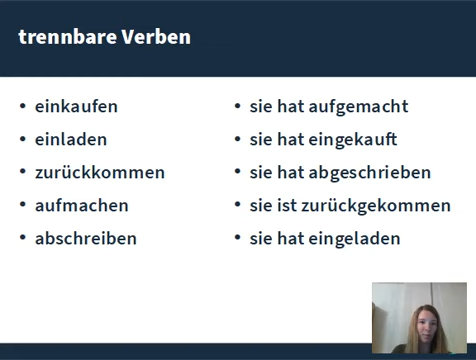 trennbare Verben
• einkaufen
• einladen
• zurückkommen
• aufmachen
• abschreiben
• sie hat aufgemacht
• sie hat eingekauft
• sie hat abgeschrieben
• sie ist zurückgekommen
• sie hat eingeladen